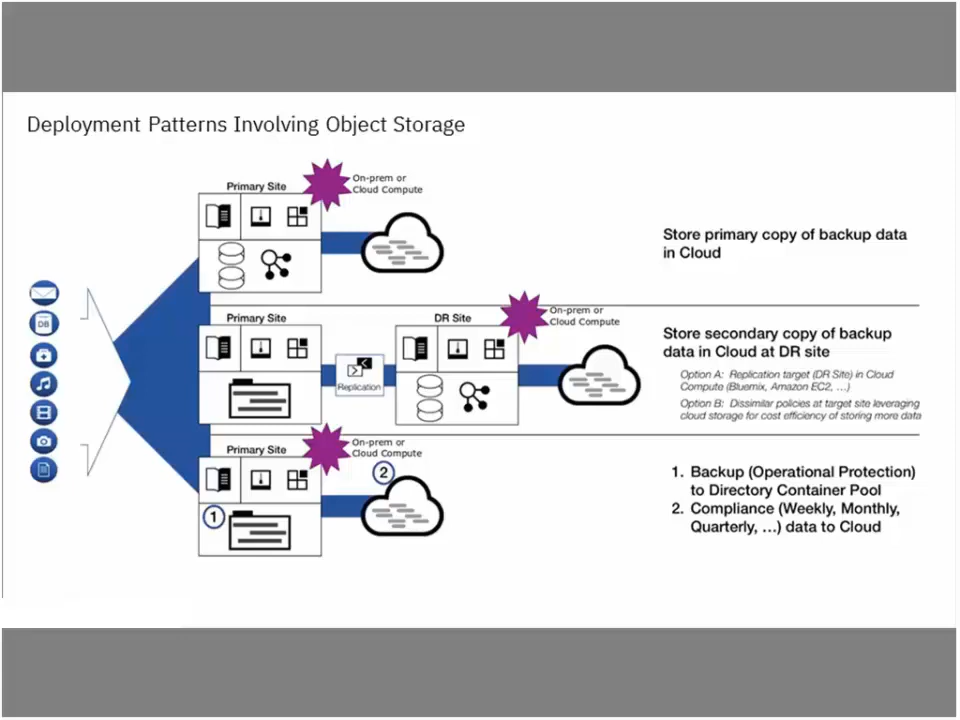 Deployment Patterns Involving Object Storage
Primary Site
On-prem or
Cloud Compute
Store primary copy of backup data
in Cloud
DB
Primary Site
Replication
DR Site
On-prem or
Cloud Compute
Store secondary copy of backup
data in Cloud at DR site
Option A: Replication target (DR Site) in Cloud
Compute (Bluemix, Amazon EC2, ...)
Option B: Dissimilar policies at target site leveraging
cloud storage for cost efficiency of storing more data
Primary Site
On-prem or
Cloud Compute
1
2
1. Backup (Operational Protection)
to Directory Container Pool
2. Compliance (Weekly, Monthly,
Quarterly, ...) data to Cloud